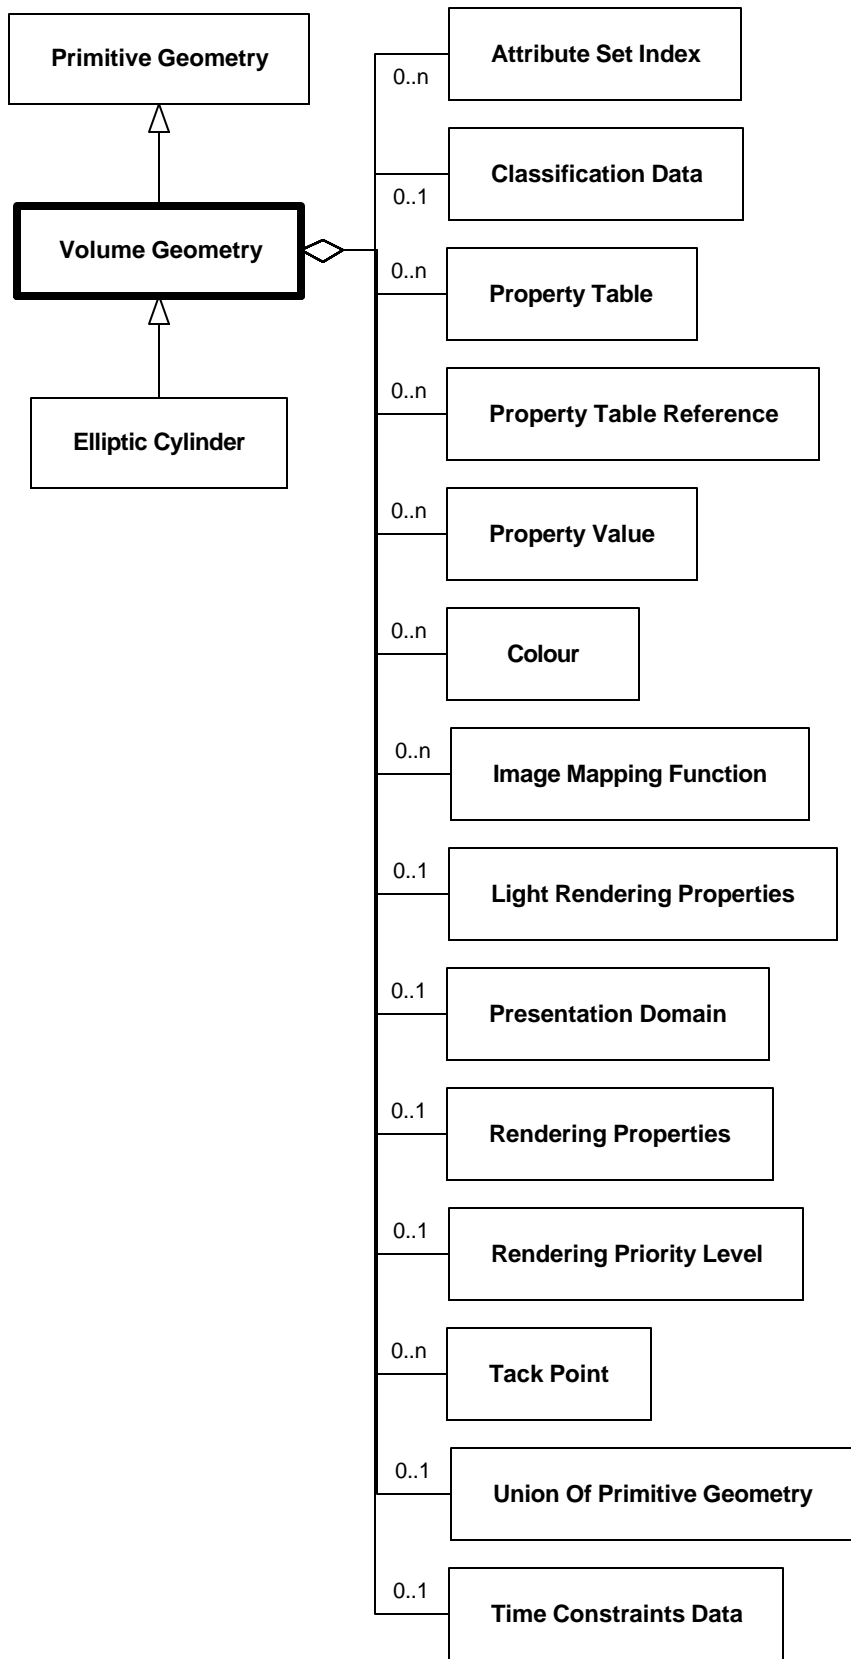 Primitive Geometry
Volume Geometry
Elliptic Cylinder
Attribute Set Index
0..n
Classification Data
0..1
0..n
Property Table
0..n
Property Table Reference
0..n
Property Value
0..n
Colour
0..n
Image Mapping Function
0..1
Light Rendering Properties
0..1
Presentation Domain
0..1
Rendering Properties
0..1
Rendering Priority Level
0..n
Tack Point
0..1
Union Of Primitive Geometry
0..1
Time Constraints Data